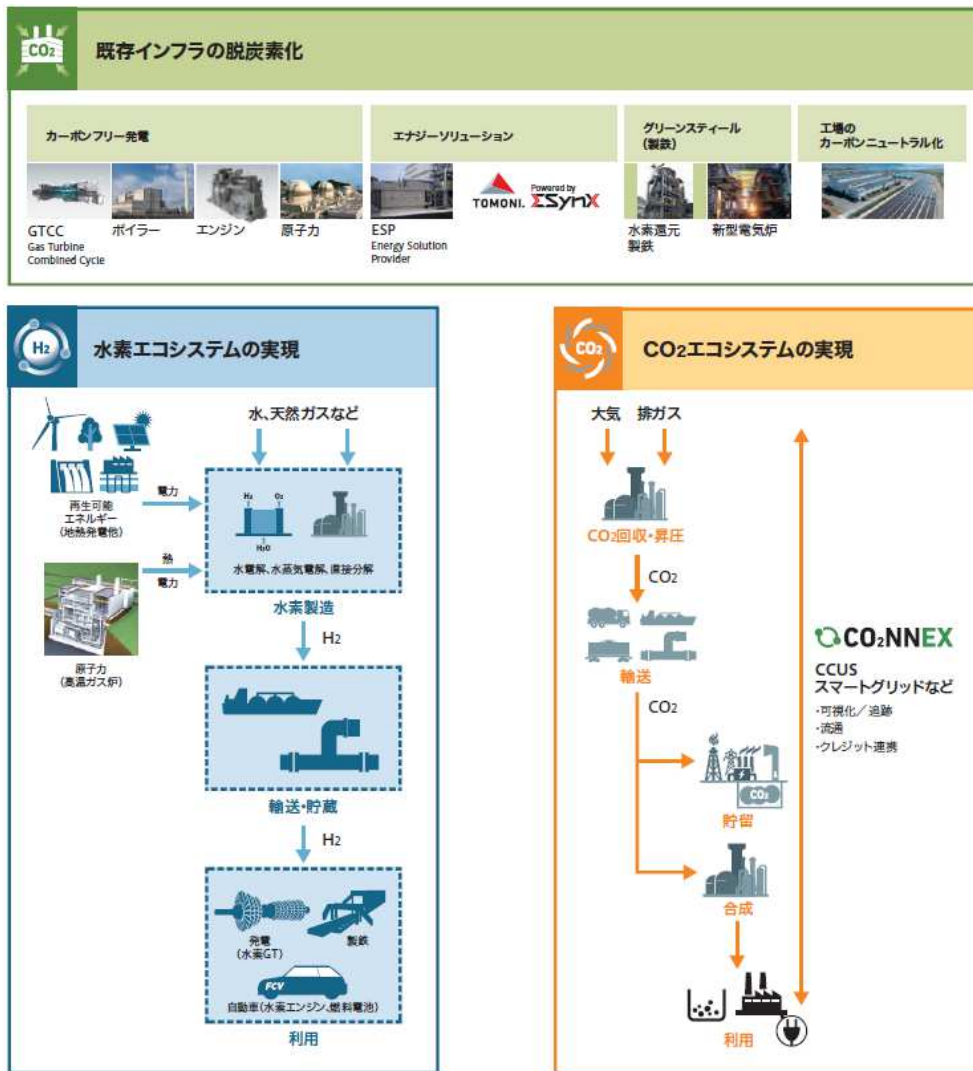 CO2
既存インフラの脱炭素化
カーボンフリー発電
エナジーソリューション
グリーンスティール
(製鉄)
工場の
カーボンニュートラル化
GTCC
Gas Turbine
Combined Cycle
ボイラー
エンジン
原子力
ESP
Energy Solution
Provider
TOMONI.
Powered by
ΣSynX
水素還元
製鉄
新型電気炉
H2
水素エコシステムの実現
水、天然ガスなど
再生可能
エネルギー
(地熱発電他)
電力
H2
O2
H2O
水電解、水蒸気電解、直接分解
熱
電力
原子力
(高温ガス炉)
水素製造
H2
輸送・貯蔵
H2
発電
(水素GT)
製鉄
FCV
自動車(水素エンジン、燃料電池)
利用
CO2
CO2エコシステムの実現
大気
排ガス
CO2回収・昇圧
CO2
輸送
CO2
CO2
貯留
合成
利用
CO2NNEX
CCUS
スマートグリッドなど
・可視化／追跡
・流通
・クレジット連携